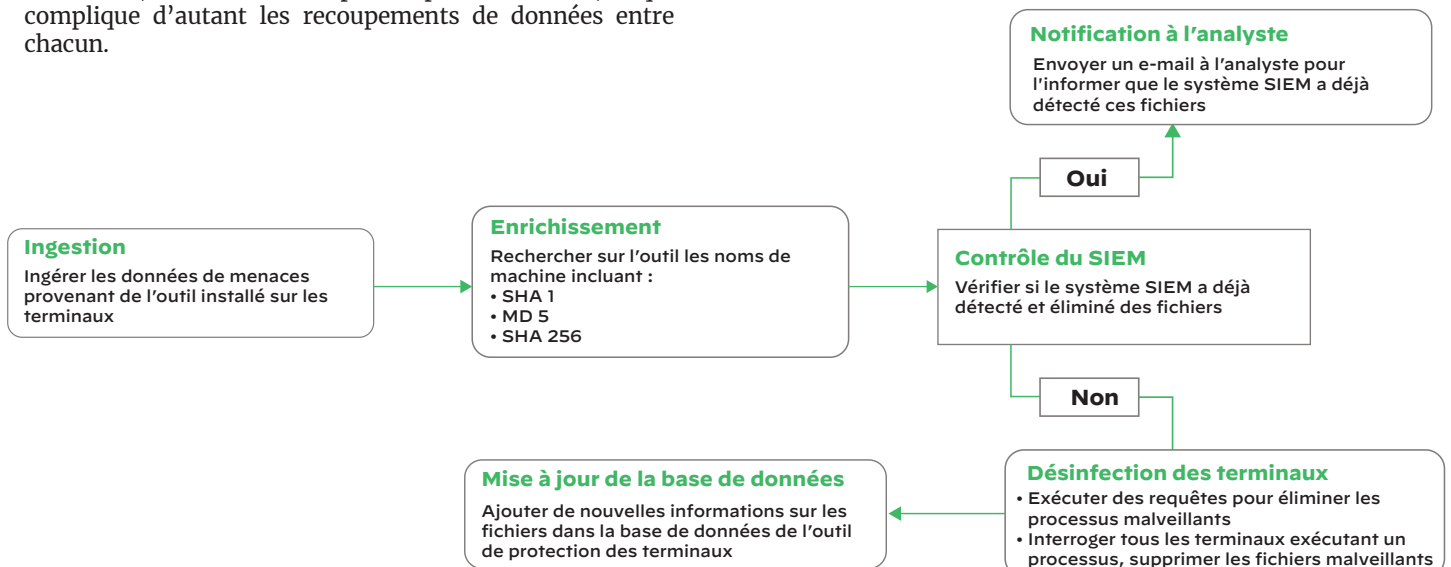 complique d’autant les recoupements de données entre
chacun.
Notification à l’analyste
Envoyer un e-mail à l’analyste pour
l’informer que le système SIEM a déjà
détecté ces fichiers
Oui
Ingestion
Ingérer les données de menaces
provenant de l’outil installé sur les
terminaux
Enrichissement
Rechercher sur l’outil les noms de
machine incluant :
• SHA 1
• MD 5
• SHA 256
Contrôle du SIEM
Vérifier si le système SIEM a déjà
détecté et éliminé des fichiers
Non
Désinfection des terminaux
• Exécuter des requêtes pour éliminer les
processus malveillants
• Interroger tous les terminaux exécutant un
processus, supprimer les fichiers malveillants
Mise à jour de la base de données
Ajouter de nouvelles informations sur les
fichiers dans la base de données de l’outil
de protection des terminaux